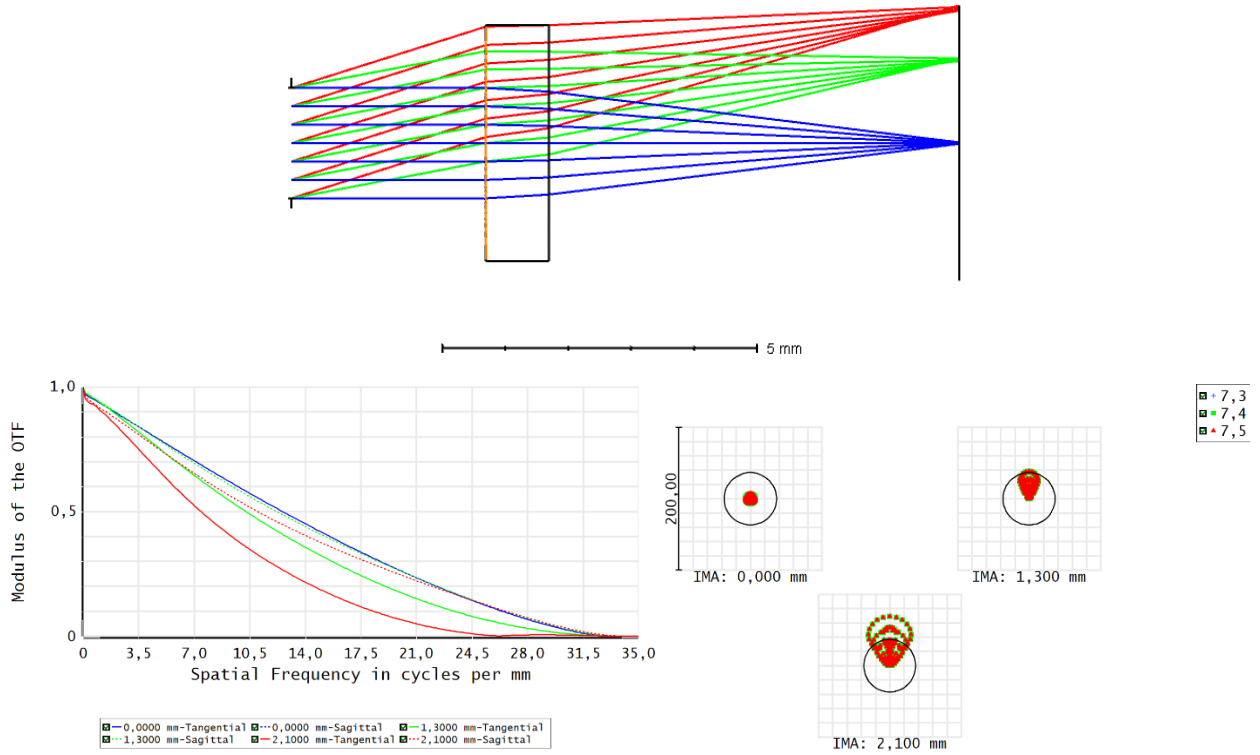 5 mm
1,0
0,5
0
Modulus of the OTF
0 3,5 7,0 10,5 14,0 17,5 21,0 24,5 28,0 31,5 35,0
Spatial Frequency in cycles per mm
0,0000 mm-Tangential 0,0000 mm-Sagittal 1,3000 mm-Tangential
1,3000 mm-Sagittal 2,1000 mm-Tangential 2,1000 mm-Sagittal
7,3
7,4
7,5
200,00
IMA: 0,000 mm
IMA: 1,300 mm
IMA: 2,100 mm